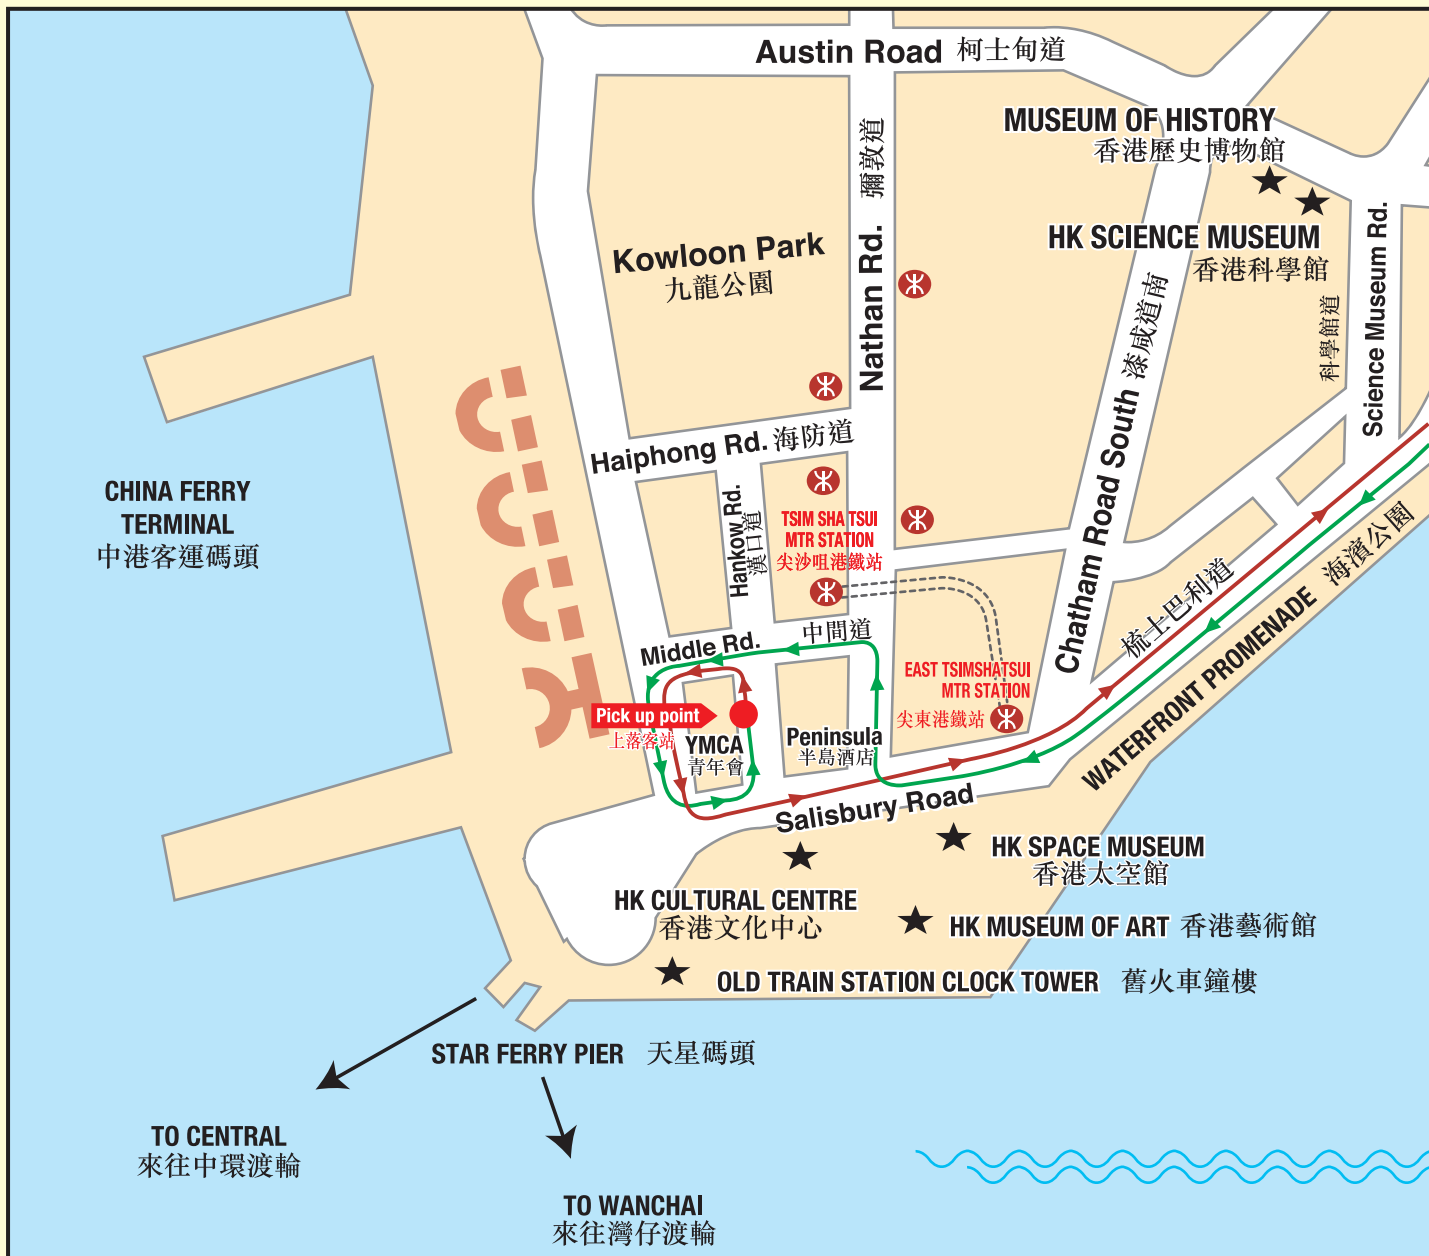 Austin Road 柯士甸道
MUSEUM OF HISTORY
香港歷史博物館
彌敦道
Nathan Rd.
Kowloon Park
九龍公園
HK SCIENCE MUSEUM
香港科學館
Science Museum Rd.
科學館道
Chatham Road South 漆咸道南
Haiphong Rd. 海防道
Hankow Rd.
漢口道
CHINA FERRY
TERMINAL
中港客運碼頭
TSIM SHA TSUI
MTR STATION
尖沙咀港鐵站
Middle Rd. 中間道
EAST TSIMSHATSUI
MTR STATION
尖東港鐵站
梳士巴利道
WATERFRONT PROMENADE 海濱公園
Pick up point
上落客站
YMCA
青年會
Peninsula
半島酒店
Salisbury Road
HK SPACE MUSEUM
香港太空館
HK CULTURAL CENTRE
香港文化中心
HK MUSEUM OF ART 香港藝術館
OLD TRAIN STATION CLOCK TOWER 舊火車鐘樓
STAR FERRY PIER 天星碼頭
TO CENTRAL
來往中環渡輪
TO WANCHAI
來往灣仔渡輪